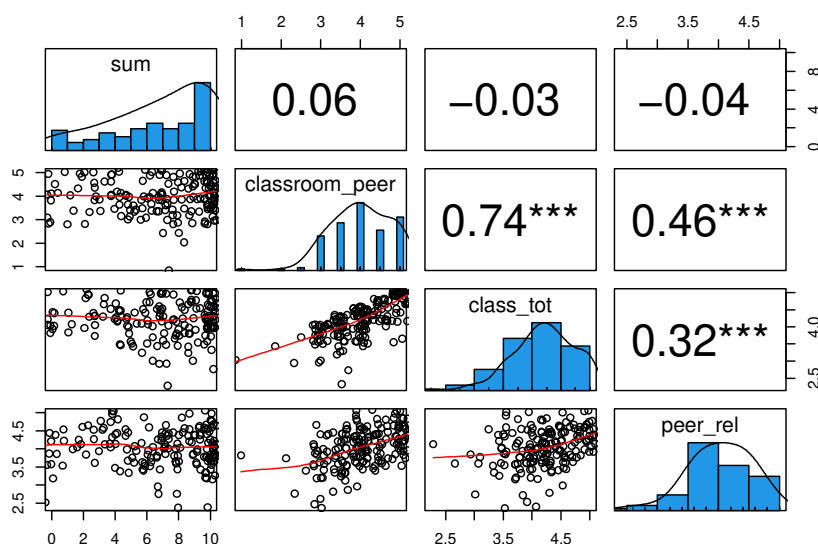 1 2 3 4 5
2.5 3.5 4.5
sum
0.06
−0.03
−0.04
0 4 8
1 2 3 4 5
classroom_peer
0.74***
0.46***
class_tot
0.32***
2.5 4.0
2.5 3.5 4.5
peer_rel
0 2 4 6 8 10
2.5 3.5 4.5